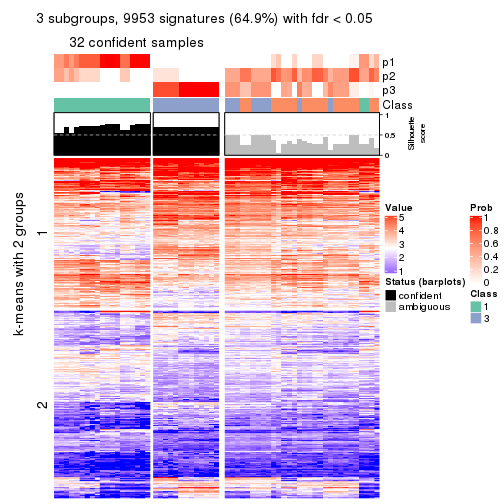 3 subgroups, 9953 signatures (64.9%) with fdr < 0.05
32 confident samples
p1
p2
p3
Class
1
0.5
0
Silhouette
score
k-means with 2 groups
1
2
Value
5
4
3
2
1
Status (barplots)
confident
ambiguous
Prob
1
0.8
0.6
0.4
0.2
0
Class
1
3